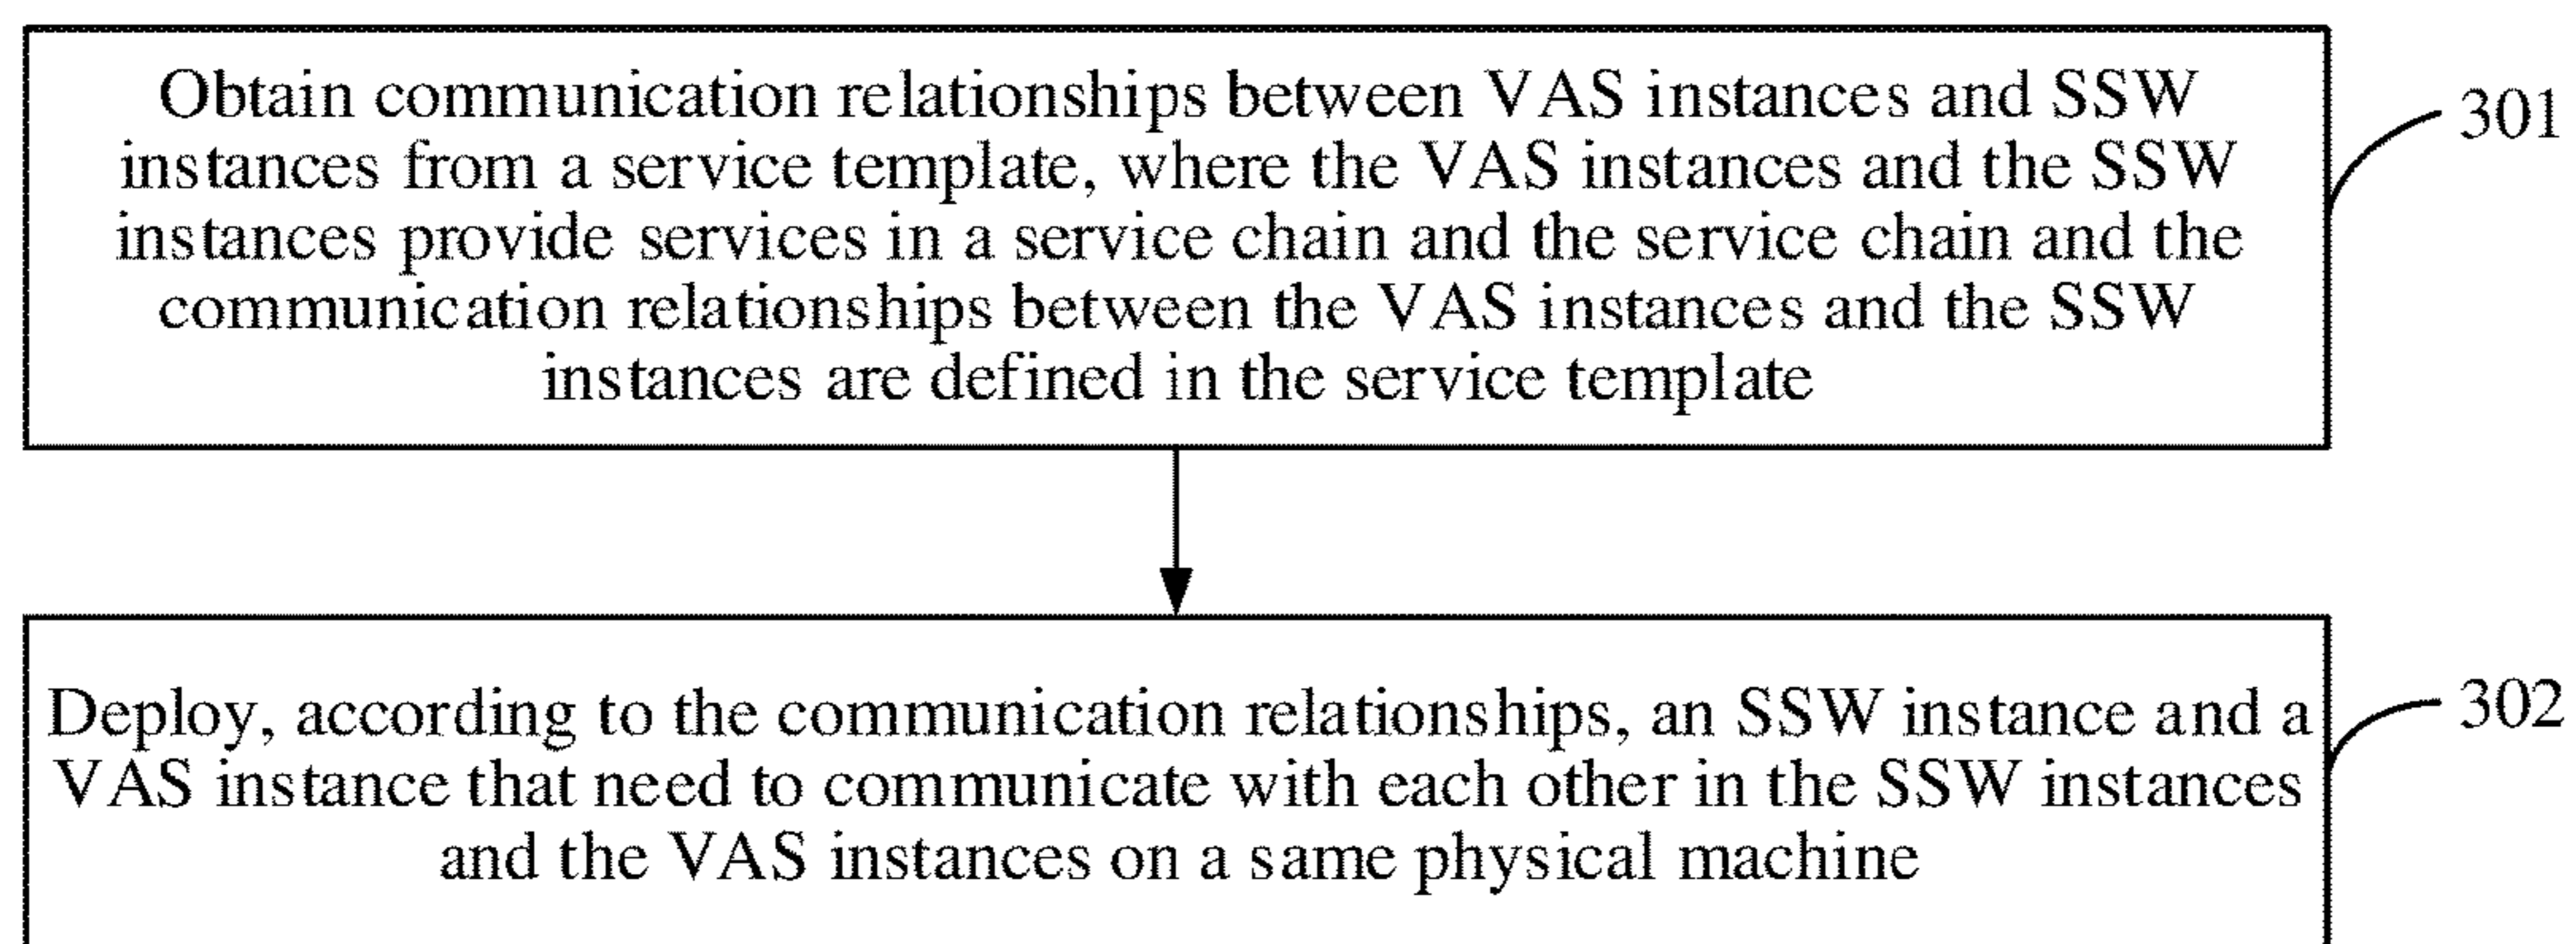 Obtain communication relationships between VAS instances and SSW
instances from a service template, where the VAS instances and the SSW
instances provide services in a service chain and the service chain and the
communication relationships between the VAS instances and the SSW
instances are defined in the service template
301
Deploy, according to the communication relationships, an SSW instance and a
VAS instance that need to communicate with each other in the SSW instances
and the VAS instances on a same physical machine
302